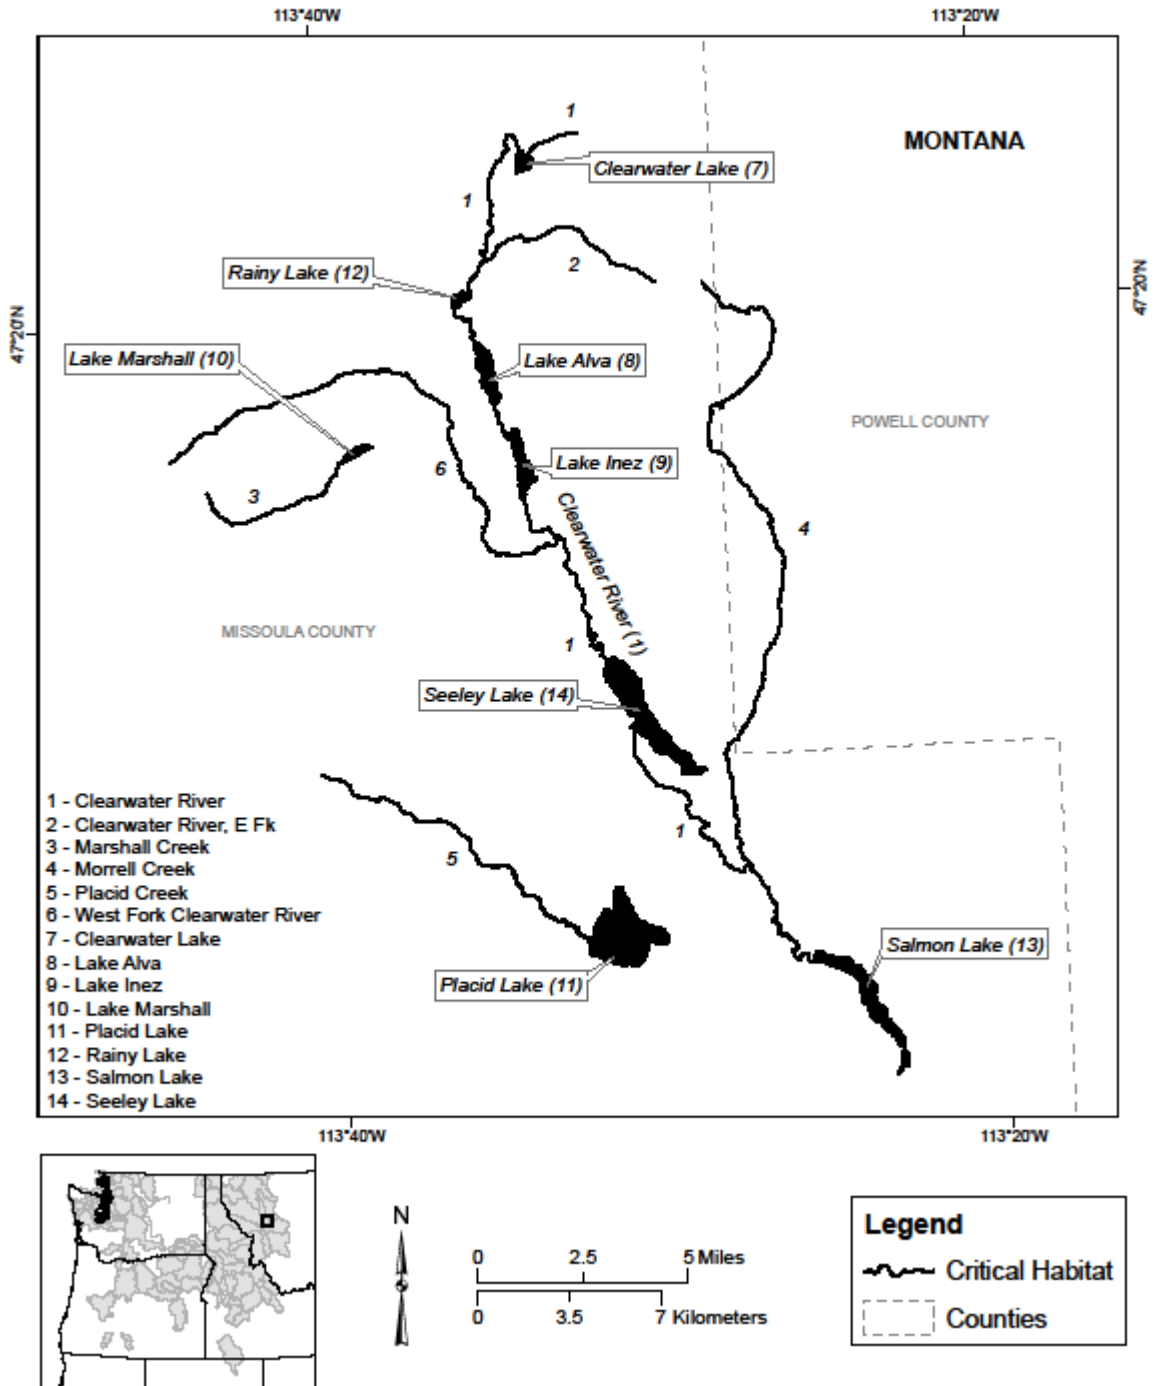 113°40'W
113°20'W
1
MONTANA
Clearwater Lake (7)
1
2
Rainy Lake (12)
47°20'N
47°20'N
Lake Marshall (10)
Lake Alva (8)
POWELL COUNTY
Lake Inez (9)
6
3
Clearwater River (1)
4
MISSOULA COUNTY
1
Seeley Lake (14)
1 - Clearwater River
2 - Clearwater River, E Fk
3 - Marshall Creek
4 - Morrell Creek
5 - Placid Creek
6 - West Fork Clearwater River
7 - Clearwater Lake
8 - Lake Alva
9 - Lake Inez
10 - Lake Marshall
11 - Placid Lake
12 - Rainy Lake
13 - Salmon Lake
14 - Seeley Lake
1
5
Salmon Lake (13)
Placid Lake (11)
113°40'W
113°20'W
N
0 2.5 5 Miles
0 3.5 7 Kilometers
Legend
Critical Habitat
Counties